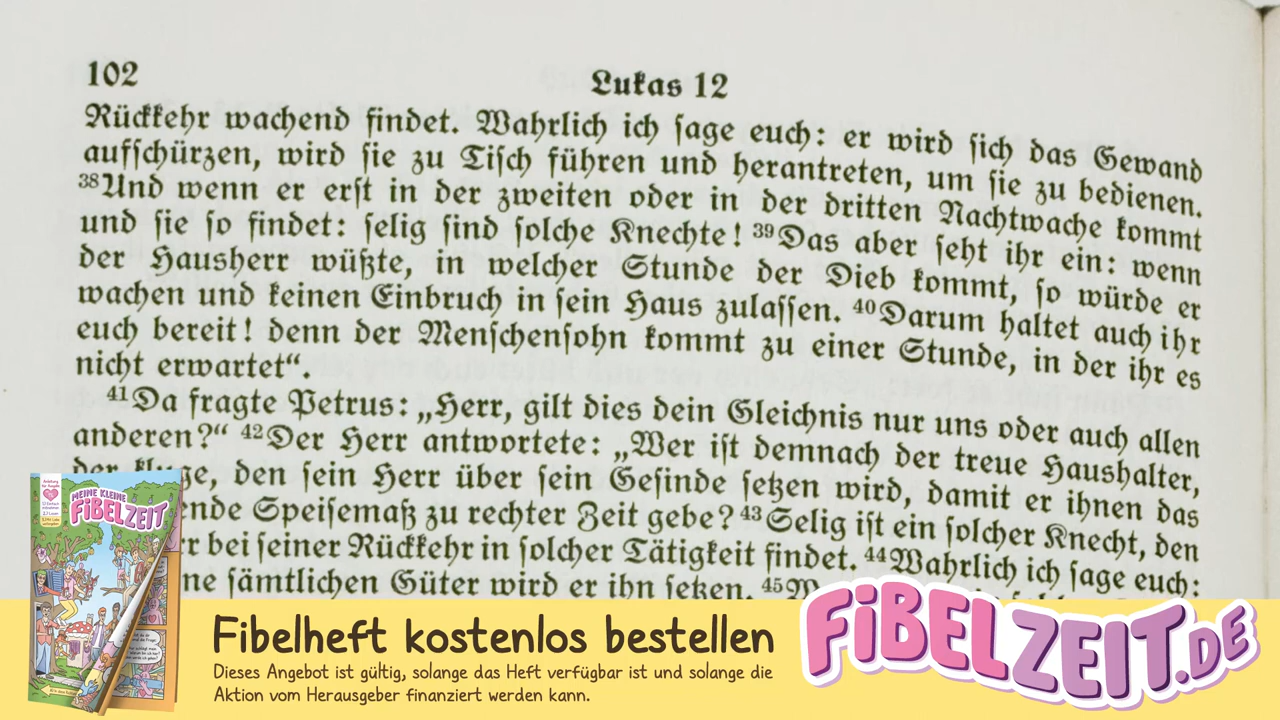 102
Lukas 12
Rückkehr wachend findet. Wahrlich ich sage euch: er wird sich das Gewand
aufschürzen, wird sie zu Tisch führen und herantreten, um sie zu bedienen.
³⁸Und wenn er erst in der zweiten oder in der dritten Nachtwache kommt
und sie so findet: selig sind solche Knechte! ³⁹Das aber seht ihr ein: wenn
der Hausherr wüßte, in welcher Stunde der Dieb kommt, so würde er
wachen und keinen Einbruch in sein Haus zulassen. ⁴⁰Darum haltet auch ihr
euch bereit! denn der Menschensohn kommt zu einer Stunde, in der ihr es
nicht erwartet“.
⁴¹Da fragte Petrus: „Herr, gilt dies dein Gleichnis nur uns oder auch allen
anderen?“ ⁴²Der Herr antwortete: „Wer ist demnach der treue Haushalter,
der kluge, den sein Herr über sein Gesinde setzen wird, damit er ihnen das
ende Speisemaß zu rechter Zeit gebe? ⁴³Selig ist ein solcher Knecht, den
rr bei seiner Rückkehr in solcher Tätigkeit findet. ⁴⁴Wahrlich ich sage euch:
ne sämtlichen Güter wird er ihn setzen. ⁴⁵
MEINE KLEINE
FIBELZEIT
Fibelheft kostenlos bestellen
Dieses Angebot ist gültig, solange das Heft verfügbar ist und solange die
Aktion vom Herausgeber finanziert werden kann.
FIBELZEIT.DE